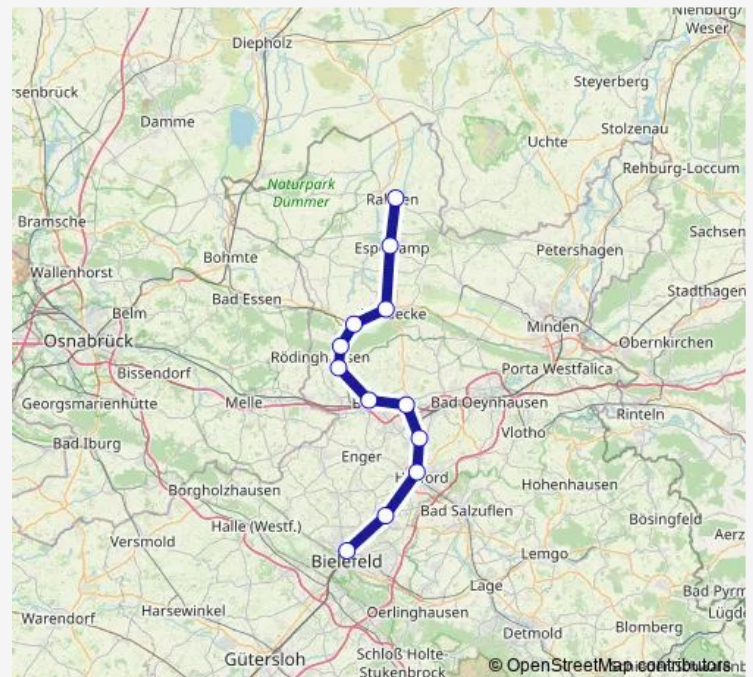 Nienburg/
Weser
Diepholz
Steyerberg
Damme
Stolzenau
Uchte
Rehburg-Loccum
Naturpark
Dümmer
Bramsche
Sachsen
Petershagen
Bohmte
Wallenhorst
Stadthagen
Bad Essen
Belm
Minden
Osnabrück
Obernkirchen
Bissendorf
Porta Westfalica
Georgsmarienhütte
Melle
Bad Oeynhausen
Rinteln
Vlotho
Bad Iburg
Enger
Hohenhausen
Borgholzhausen
Bad Salzuflen
Bösingfeld
Halle (Westf.)
Versmold
Lemgo
Aerz
Bielefeld
Lage
Bad Pyrm
Harsewinkel
Warendorf
Oerlinghausen
Blomberg
Lügd
Detmold
Schloß Holte-
Stukenbrock
Gütersloh
© OpenStreetMap contributors